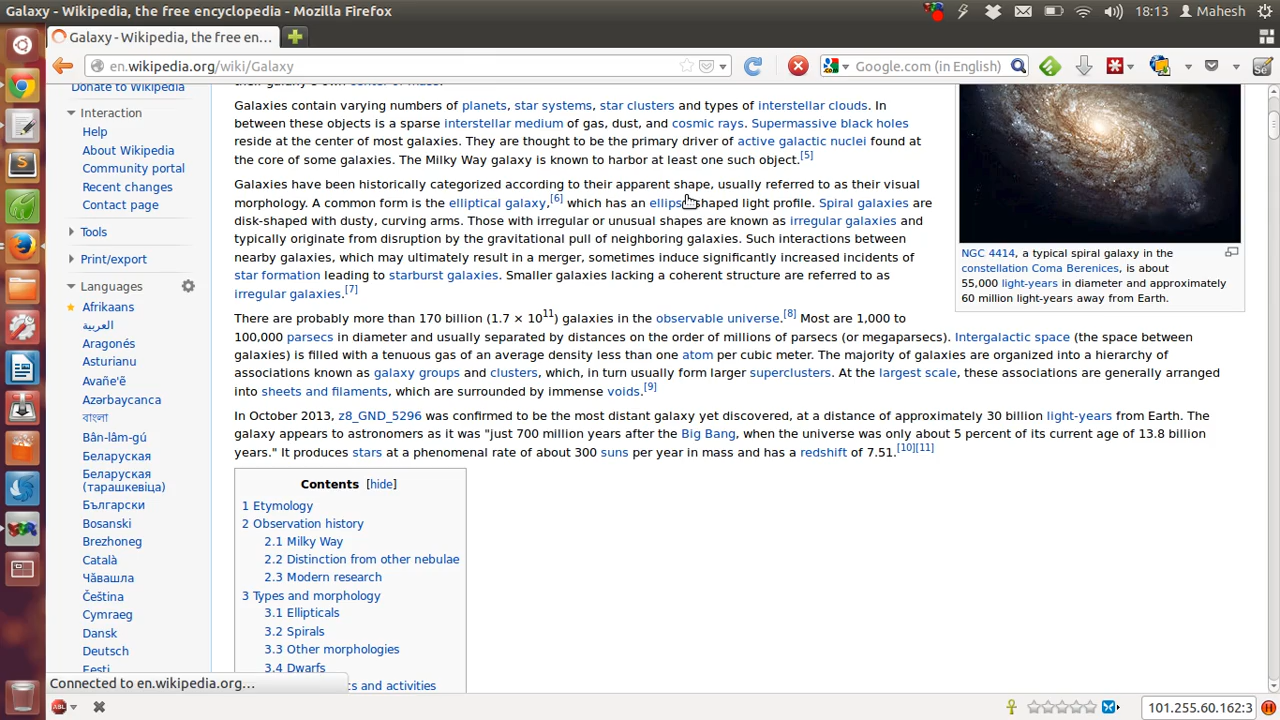 Galaxy - Wikipedia, the free encyclopedia - Mozilla Firefox
18:13 Mahesh
Galaxy - Wikipedia, the free en...
en.wikipedia.org/wiki/Galaxy
Google.com (in English)
Donate to Wikipedia
Interaction
Help
About Wikipedia
Community portal
Recent changes
Contact page
Tools
Print/export
Languages
Afrikaans
العربية
Aragonés
Asturianu
Avañe'ẽ
Azərbaycanca
বাংলা
Bân-lâm-gú
Беларуская
Беларуская
(тарашкевіца)
Български
Bosanski
Brezhoneg
Català
Чӑвашла
Čeština
Cymraeg
Dansk
Deutsch
Eesti
their galaxy's own center of mass.
Galaxies contain varying numbers of planets, star systems, star clusters and types of interstellar clouds. In
between these objects is a sparse interstellar medium of gas, dust, and cosmic rays. Supermassive black holes
reside at the center of most galaxies. They are thought to be the primary driver of active galactic nuclei found at
the core of some galaxies. The Milky Way galaxy is known to harbor at least one such object.[5]
Galaxies have been historically categorized according to their apparent shape, usually referred to as their visual
morphology. A common form is the elliptical galaxy,[6] which has an ellipse-shaped light profile. Spiral galaxies are
disk-shaped with dusty, curving arms. Those with irregular or unusual shapes are known as irregular galaxies and
typically originate from disruption by the gravitational pull of neighboring galaxies. Such interactions between
nearby galaxies, which may ultimately result in a merger, sometimes induce significantly increased incidents of
star formation leading to starburst galaxies. Smaller galaxies lacking a coherent structure are referred to as
irregular galaxies.[7]
There are probably more than 170 billion (1.7 × 10¹¹) galaxies in the observable universe.[8] Most are 1,000 to
100,000 parsecs in diameter and usually separated by distances on the order of millions of parsecs (or megaparsecs). Intergalactic space (the space between
galaxies) is filled with a tenuous gas of an average density less than one atom per cubic meter. The majority of galaxies are organized into a hierarchy of
associations known as galaxy groups and clusters, which, in turn usually form larger superclusters. At the largest scale, these associations are generally arranged
into sheets and filaments, which are surrounded by immense voids.[9]
In October 2013, z8_GND_5296 was confirmed to be the most distant galaxy yet discovered, at a distance of approximately 30 billion light-years from Earth. The
galaxy appears to astronomers as it was "just 700 million years after the Big Bang, when the universe was only about 5 percent of its current age of 13.8 billion
years." It produces stars at a phenomenal rate of about 300 suns per year in mass and has a redshift of 7.51.[10][11]
NGC 4414, a typical spiral galaxy in the
constellation Coma Berenices, is about
55,000 light-years in diameter and approximately
60 million light-years away from Earth.
Contents [hide]
1 Etymology
2 Observation history
2.1 Milky Way
2.2 Distinction from other nebulae
2.3 Modern research
3 Types and morphology
3.1 Ellipticals
3.2 Spirals
3.3 Other morphologies
3.4 Dwarfs
and activities
Connected to en.wikipedia.org...
ABL
101.255.60.162:3